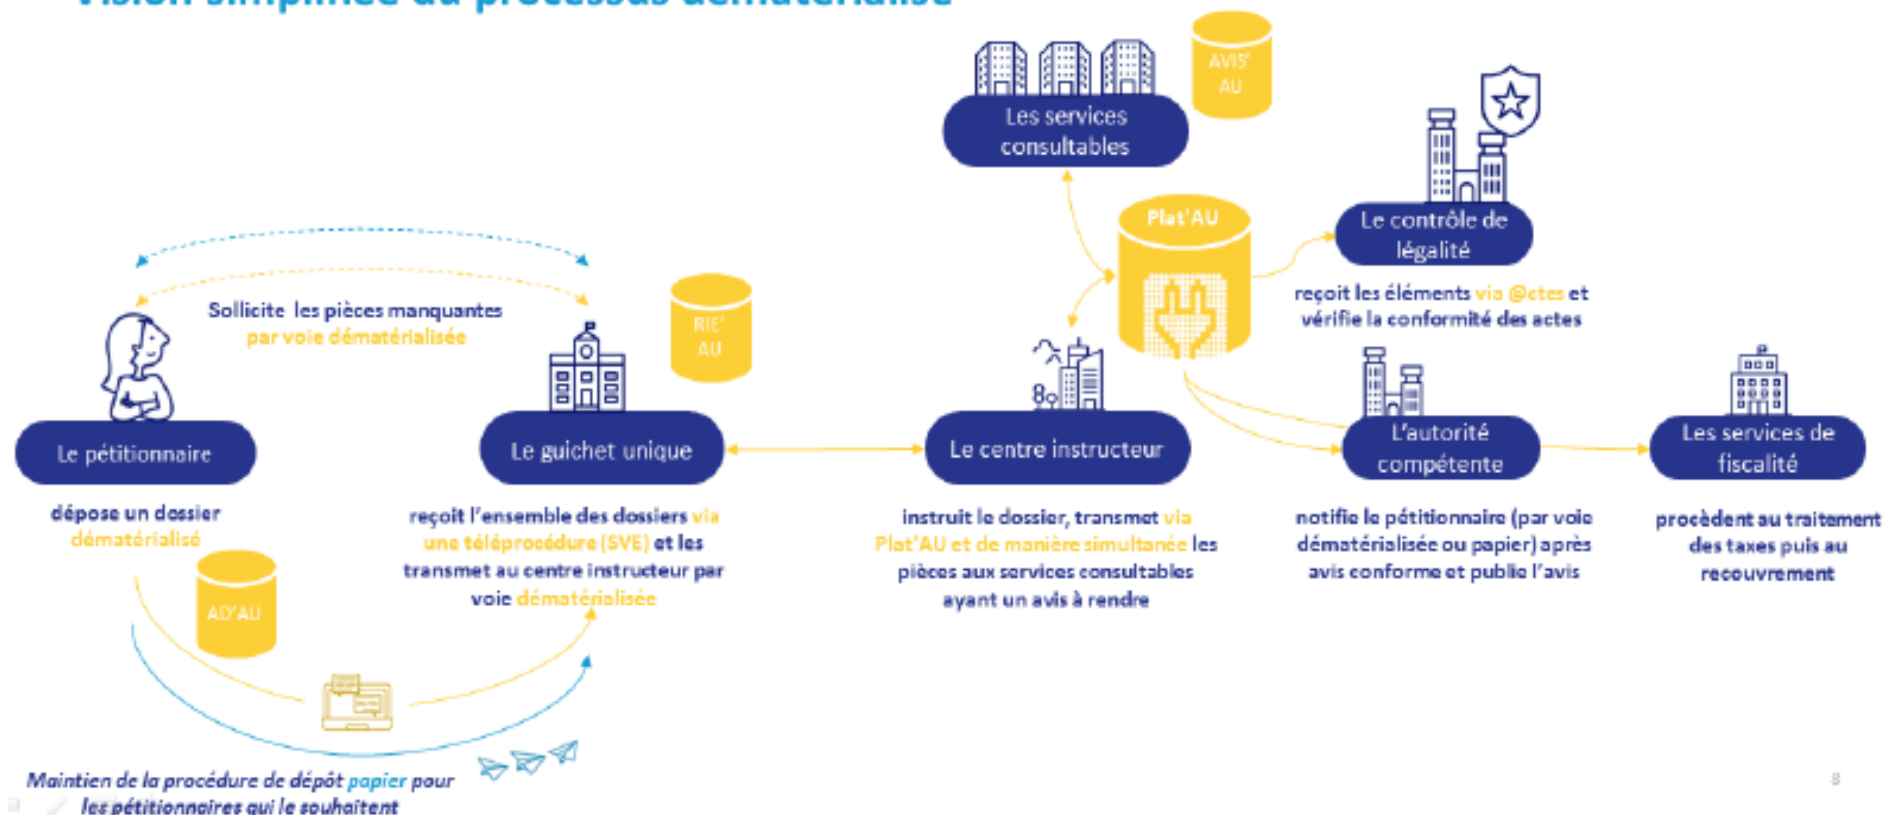 Vision simplifiée du processus dématérialisé
AVIS'
AU
Les services
consultables
Plat'AU
Le contrôle de
légalité
reçoit les éléments via @ctes et
vérifie la conformité des actes
Sollicite les pièces manquantes
par voie dématérialisée
RIE'
AU
Le pétitionnaire
Le guichet unique
Le centre instructeur
L'autorité
compétente
Les services de
fiscalité
dépose un dossier
dématérialisé
reçoit l'ensemble des dossiers via
une téléprocédure (SVE) et les
transmet au centre instructeur par
voie dématérialisée
instruit le dossier, transmet via
Plat'AU et de manière simultanée les
pièces aux services consultables
ayant un avis à rendre
notifie le pétitionnaire (par voie
dématérialisée ou papier) après
avis conforme et publie l'avis
procèdent au traitement
des taxes puis au
recouvrement
AD'AU
Maintien de la procédure de dépôt papier pour
les pétitionnaires qui le souhaitent
8